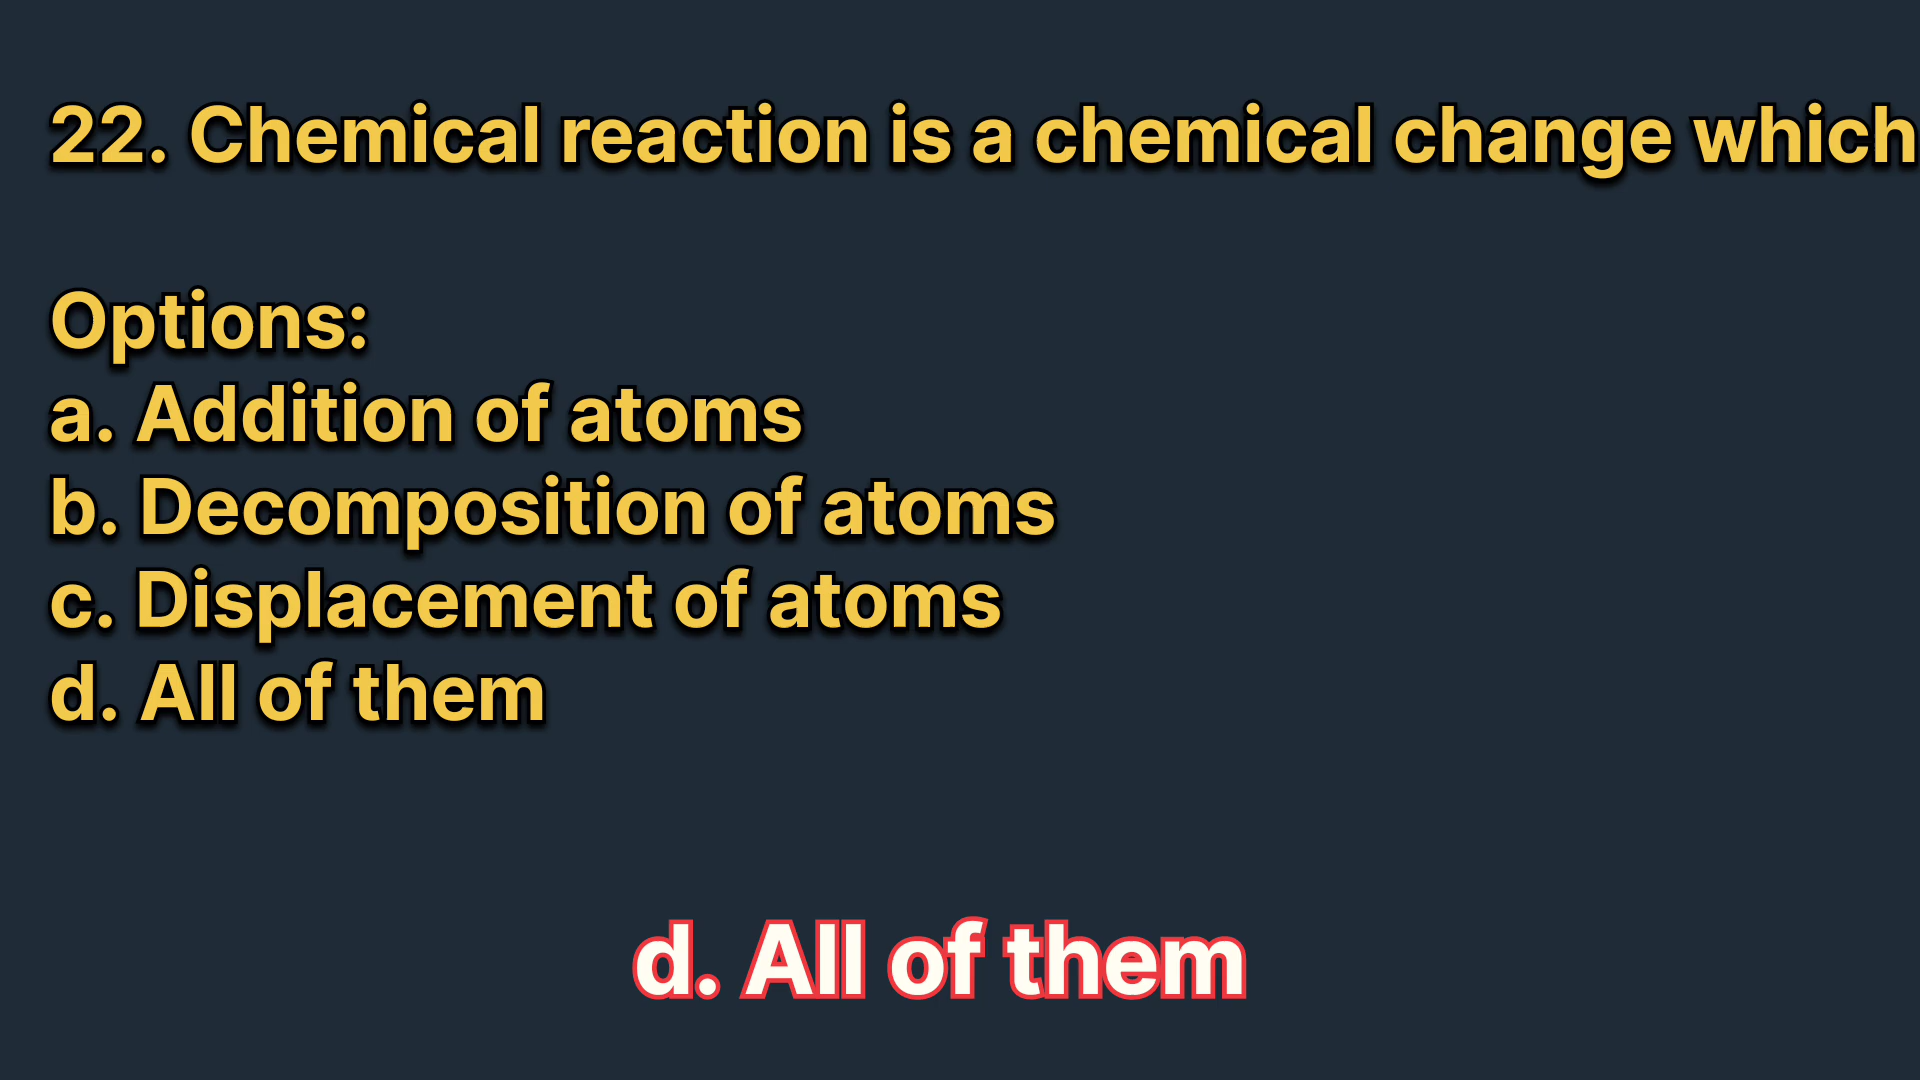 22. Chemical reaction is a chemical change which
Options:
a. Addition of atoms
b. Decomposition of atoms
c. Displacement of atoms
d. All of them
d. All of them